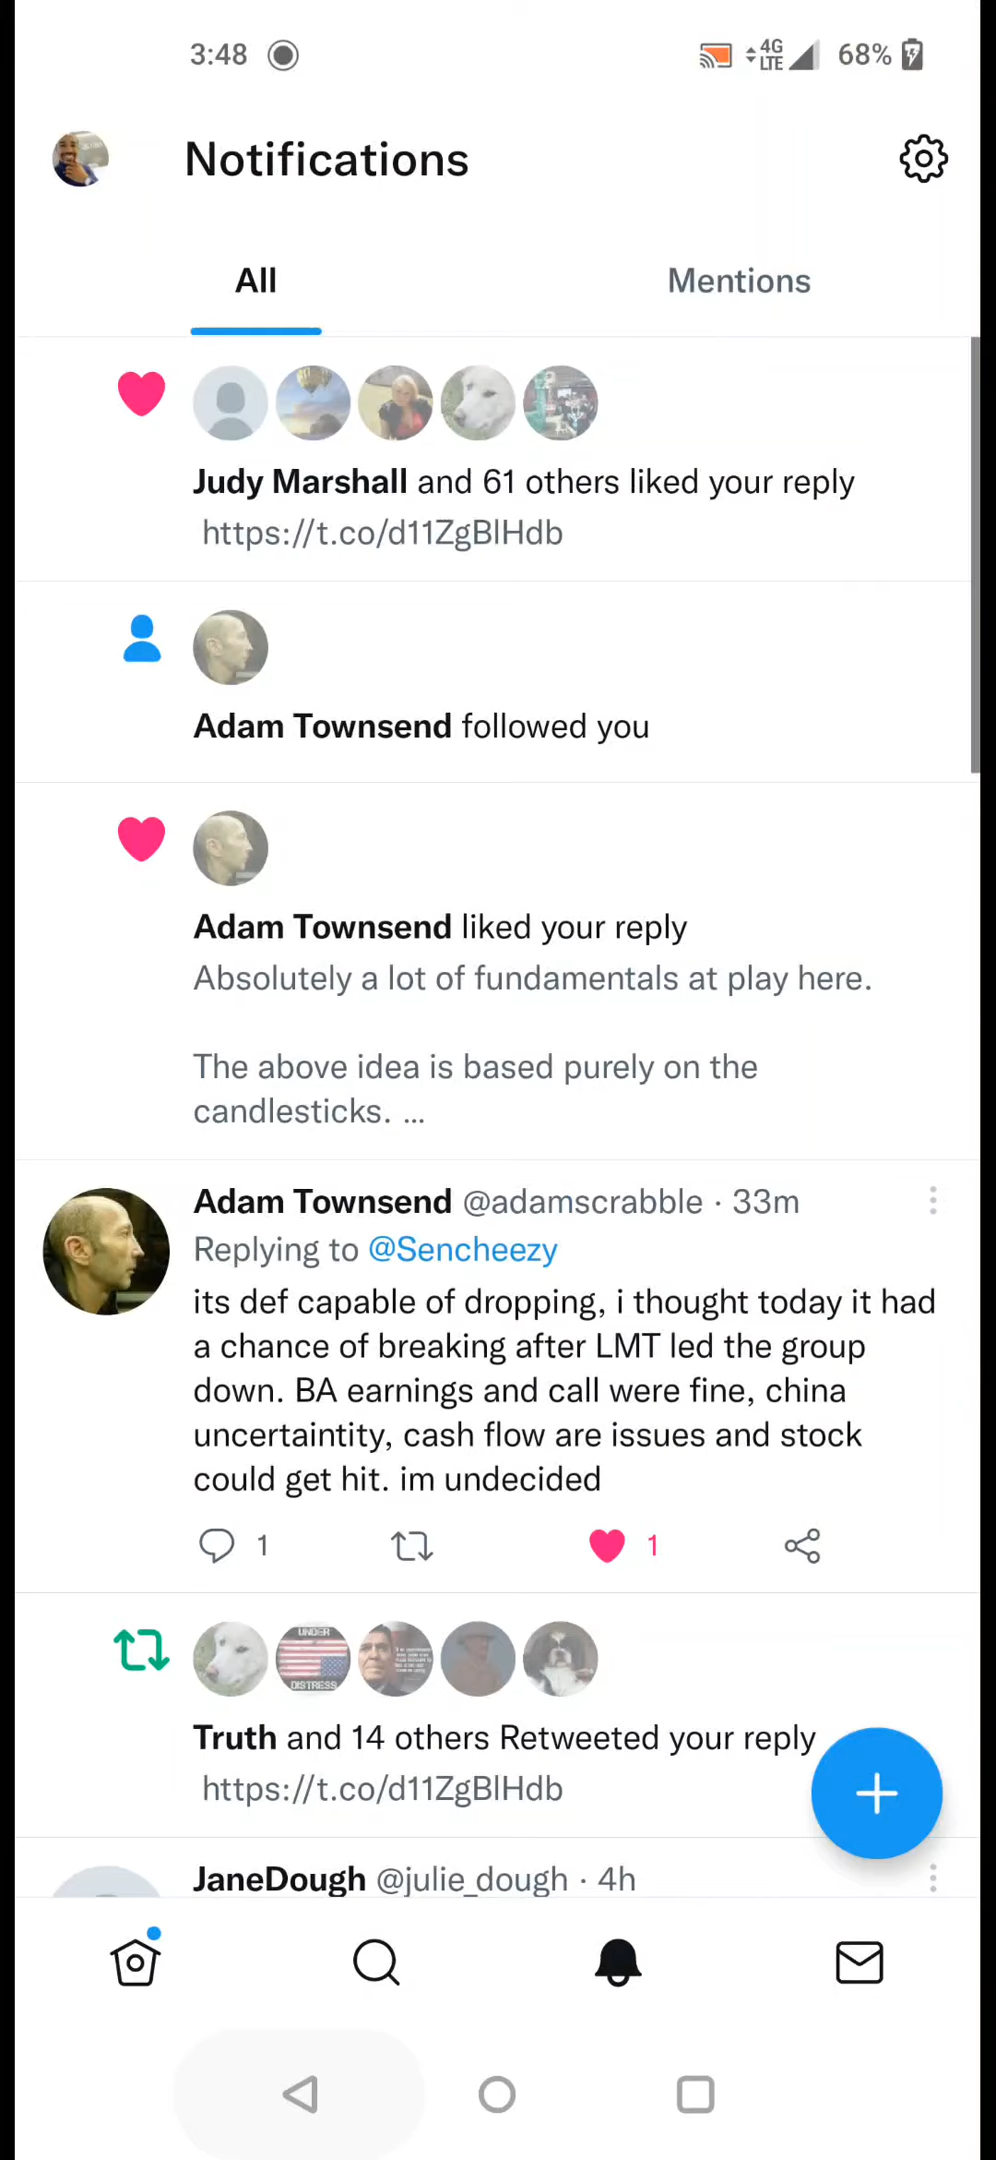 3:48
4G
LTE
68%
Notifications
All
Mentions
Judy Marshall and 61 others liked your reply
https://t.co/d11ZgBlHdb
Adam Townsend followed you
Adam Townsend liked your reply
Absolutely a lot of fundamentals at play here.
The above idea is based purely on the
candlesticks. ...
Adam Townsend @adamscrabble · 33m
Replying to @Sencheezy
its def capable of dropping, i thought today it had
a chance of breaking after LMT led the group
down. BA earnings and call were fine, china
uncertaintity, cash flow are issues and stock
could get hit. im undecided
1
1
UNDER
DISTRESS
Truth and 14 others Retweeted your reply
https://t.co/d11ZgBlHdb
JaneDough @julie_dough · 4h